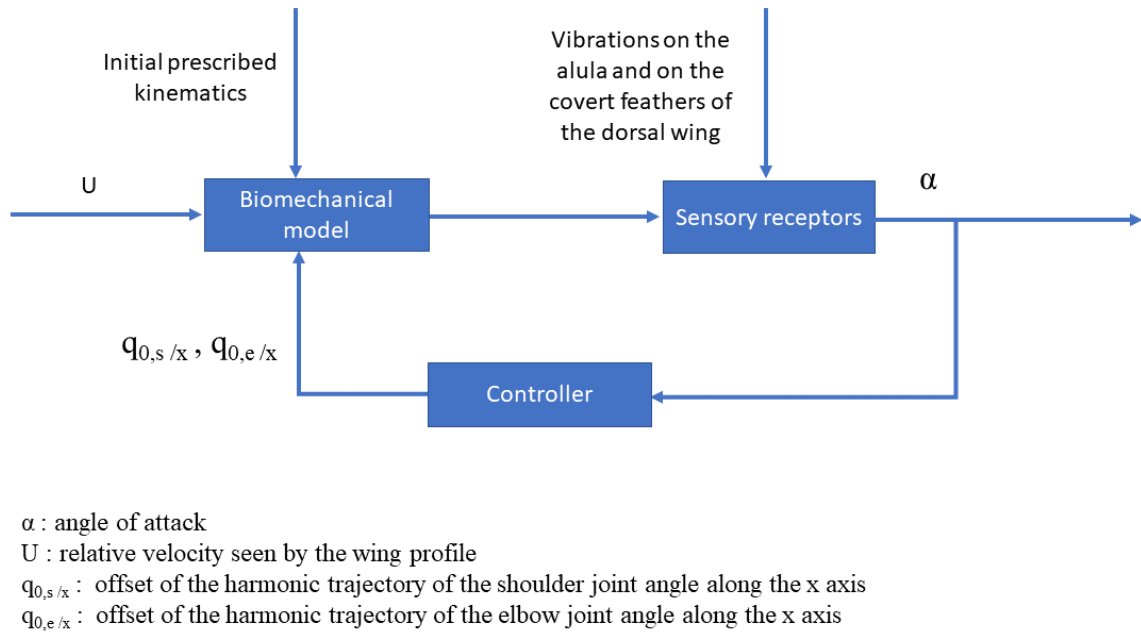 Initial prescribed
kinematics
Vibrations on the
alula and on the
covert feathers of
the dorsal wing
U
Biomechanical
model
Sensory receptors
α
q0,s /x , q0,e /x
Controller
α : angle of attack
U : relative velocity seen by the wing profile
q0,s /x : offset of the harmonic trajectory of the shoulder joint angle along the x axis
q0,e /x : offset of the harmonic trajectory of the elbow joint angle along the x axis